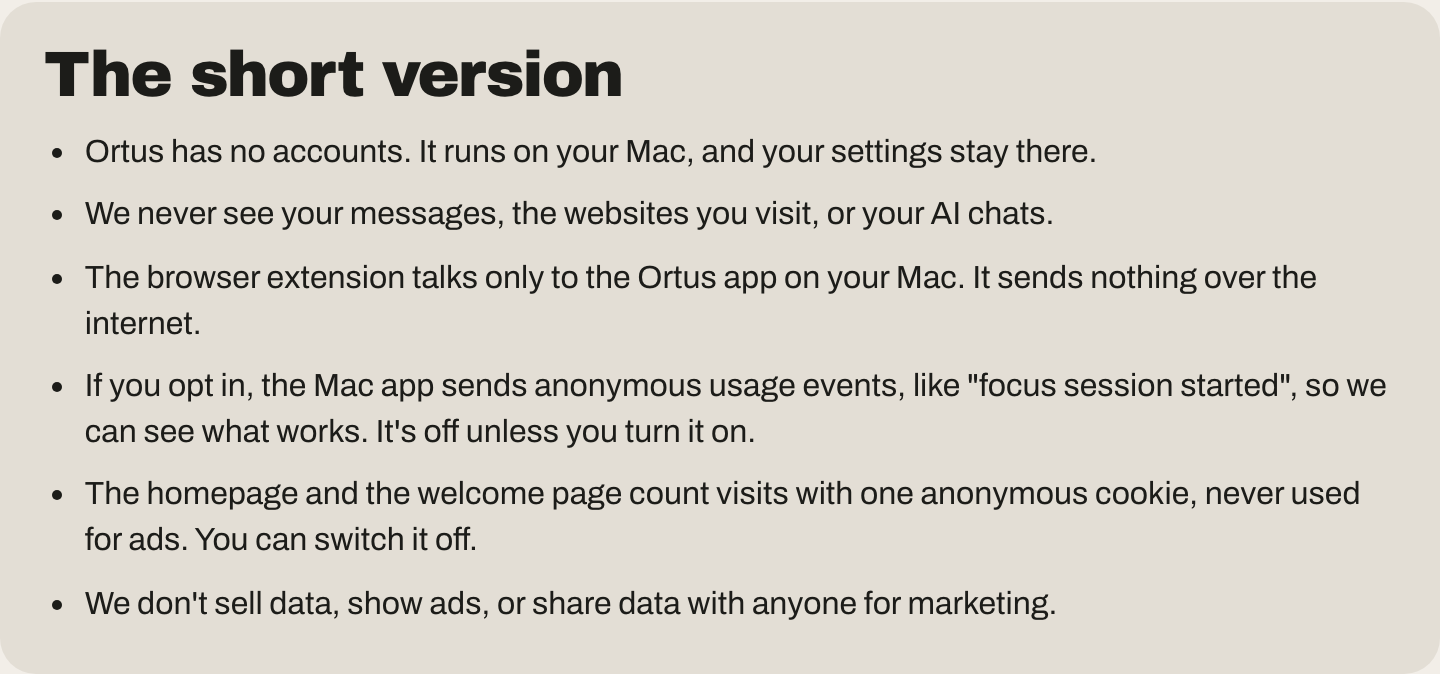 The short version
• Ortus has no accounts. It runs on your Mac, and your settings stay there.
• We never see your messages, the websites you visit, or your AI chats.
• The browser extension talks only to the Ortus app on your Mac. It sends nothing over the
internet.
• If you opt in, the Mac app sends anonymous usage events, like "focus session started", so we
can see what works. It's off unless you turn it on.
• The homepage and the welcome page count visits with one anonymous cookie, never used
for ads. You can switch it off.
• We don't sell data, show ads, or share data with anyone for marketing.